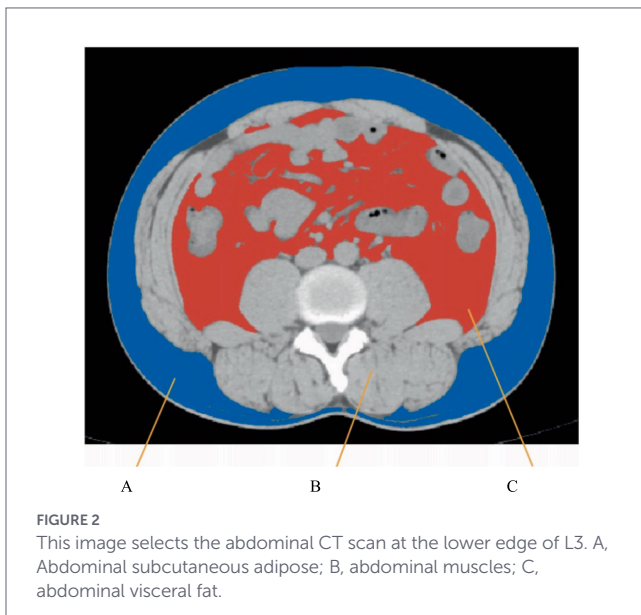 A B C
FIGURE 2
This image selects the abdominal CT scan at the lower edge of L3. A,
Abdominal subcutaneous adipose; B, abdominal muscles; C,
abdominal visceral fat.